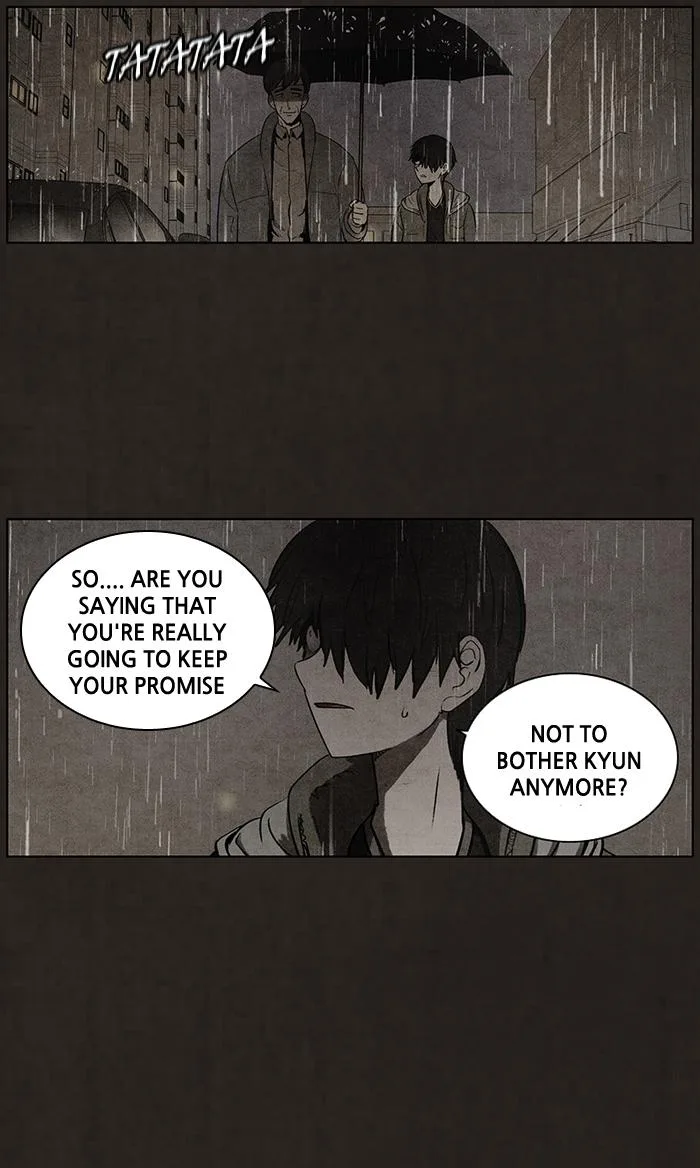 TATATATA
SO.... ARE YOU
SAYING THAT
YOU'RE REALLY
GOING TO KEEP
YOUR PROMISE
NOT TO
BOTHER KYUN
ANYMORE?